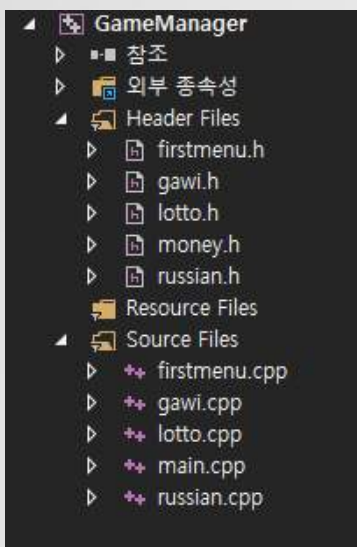 GameManager
참조
외부 종속성
Header Files
firstmenu.h
gawi.h
lotto.h
money.h
russian.h
Resource Files
Source Files
firstmenu.cpp
gawi.cpp
lotto.cpp
main.cpp
russian.cpp